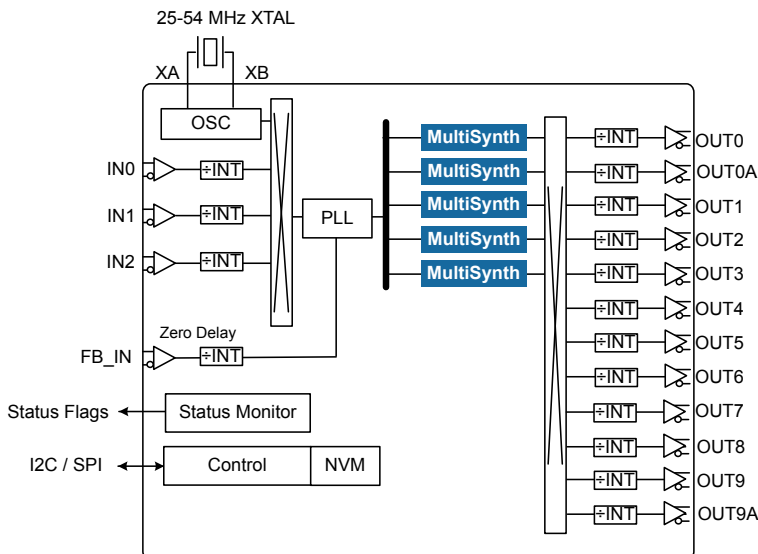 25-54 MHz XTAL
XA
XB
OSC
IN0
÷INT
IN1
÷INT
IN2
÷INT
PLL
Zero Delay
FB_IN
÷INT
Status Flags
Status Monitor
I2C / SPI
Control
NVM
MultiSynth
MultiSynth
MultiSynth
MultiSynth
MultiSynth
÷INT
OUT0
÷INT
OUT0A
÷INT
OUT1
÷INT
OUT2
÷INT
OUT3
÷INT
OUT4
÷INT
OUT5
÷INT
OUT6
÷INT
OUT7
÷INT
OUT8
÷INT
OUT9
÷INT
OUT9A